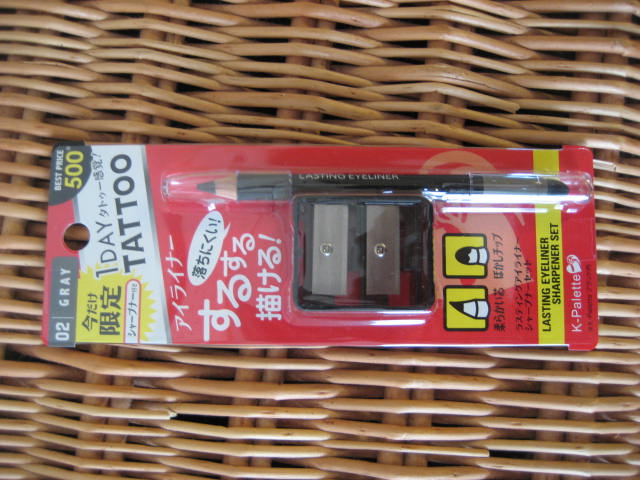 BEST PRICE
500
1DAY タトゥー感覚!
TATTOO
02 | GRAY
今だけ
限定
シャープナー付き
アイライナー
落ちにくい!
するする
描ける!
LASTING EYELINER
柔らかいる ぼかしチップ
ラスティングアイライナー
シャープナーセット
LASTING EYELINER
SHARPENER SET
K-Palette